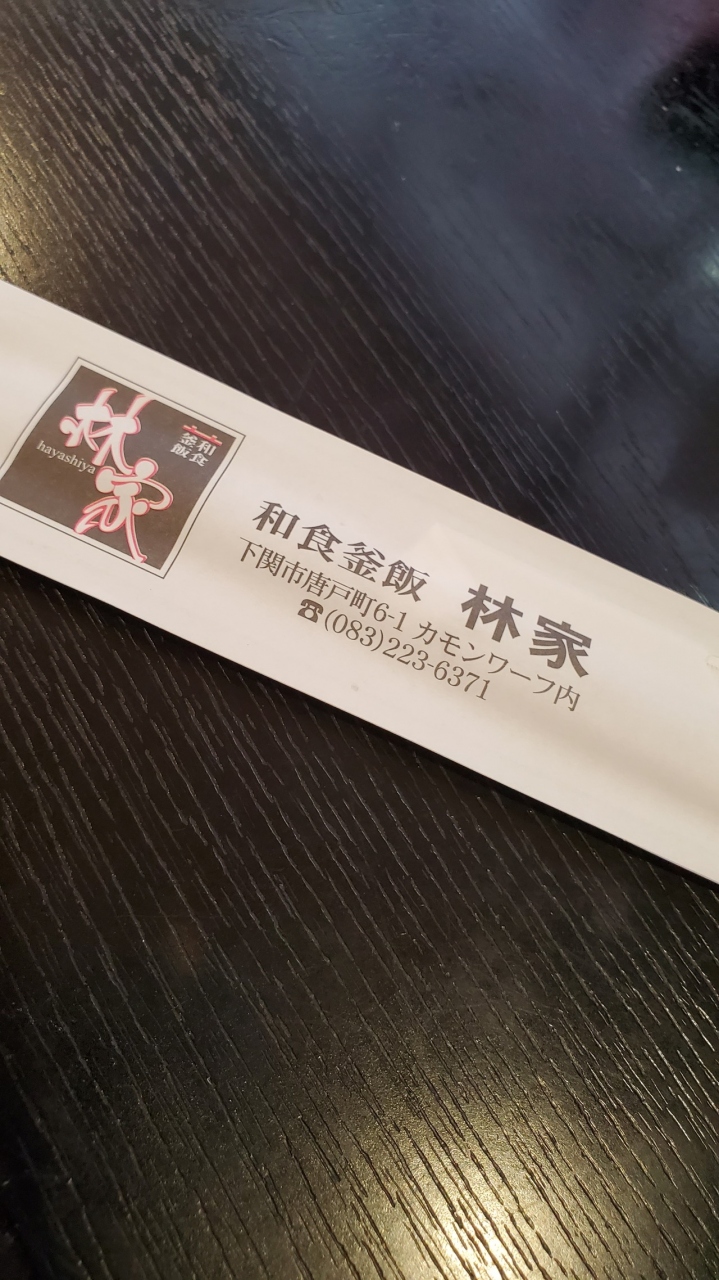 林家
hayashiya
和食
釜飯
和食釜飯 林家
下関市唐戸町6-1 カモンワーフ内
☎(083)223-6371